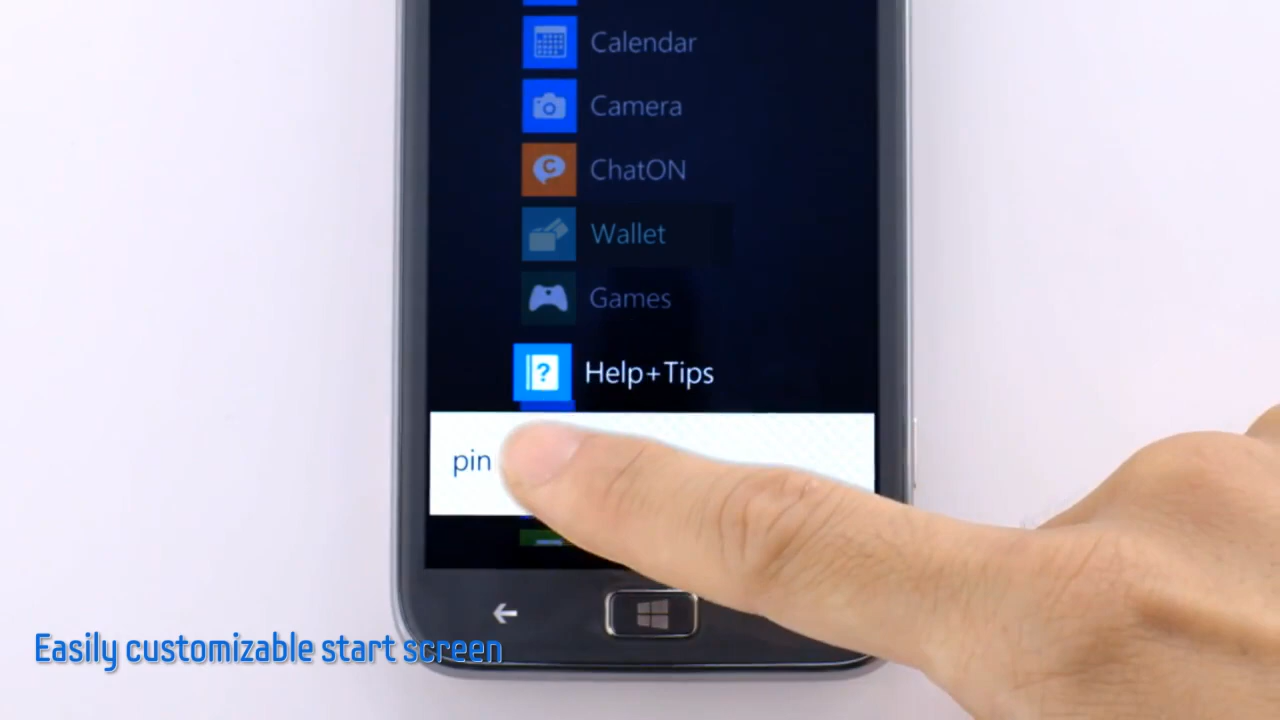 Calendar
Camera
ChatON
Wallet
Games
Help+Tips
pin
Easily customizable start screen